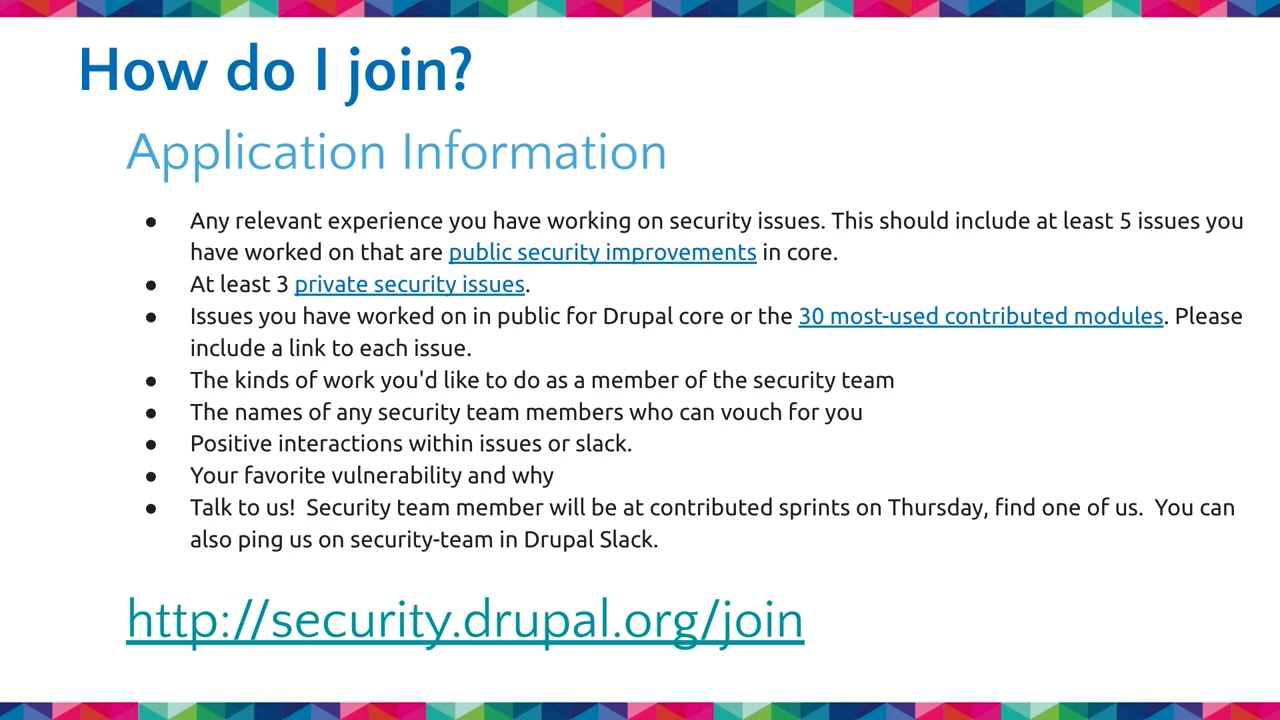 How do I join?
Application Information
● Any relevant experience you have working on security issues. This should include at least 5 issues you
have worked on that are public security improvements in core.
● At least 3 private security issues.
● Issues you have worked on in public for Drupal core or the 30 most-used contributed modules. Please
include a link to each issue.
● The kinds of work you'd like to do as a member of the security team
● The names of any security team members who can vouch for you
● Positive interactions within issues or slack.
● Your favorite vulnerability and why
● Talk to us!  Security team member will be at contributed sprints on Thursday, find one of us.  You can
also ping us on security-team in Drupal Slack.
http://security.drupal.org/join